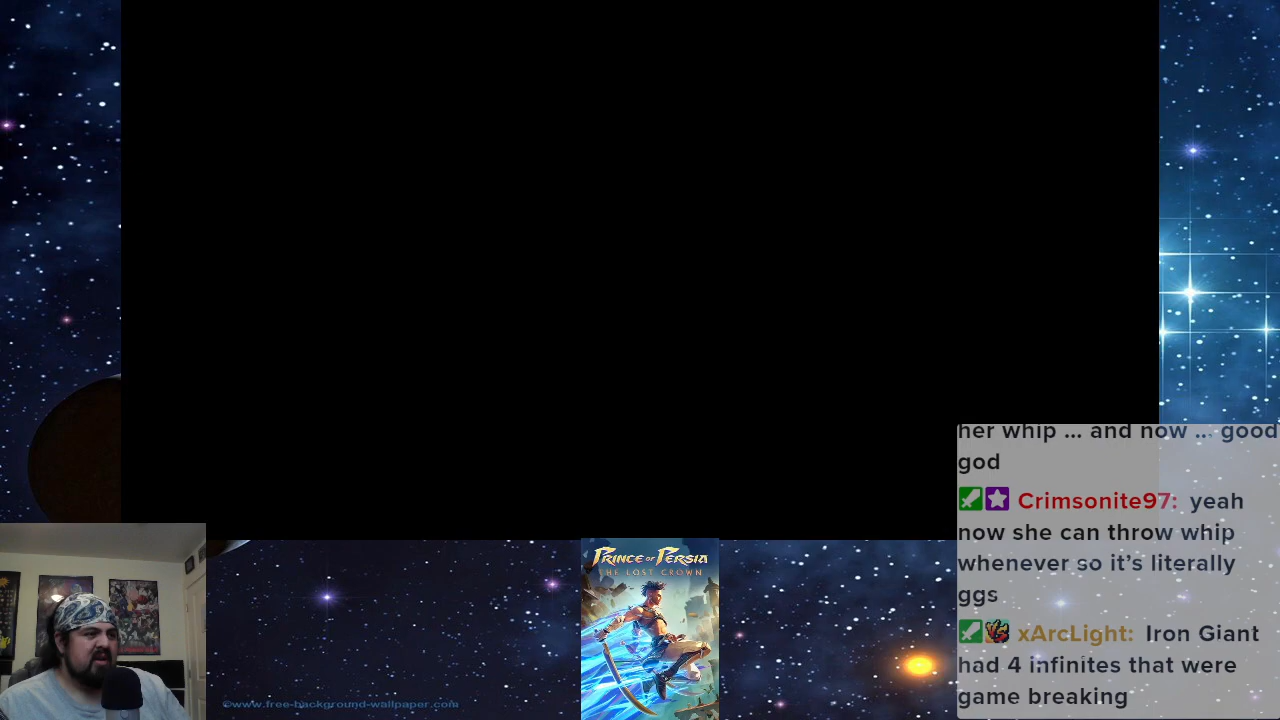 her whip ... and now ... good
god
Crimsonite97: yeah
now she can throw whip
whenever so it's literally
ggs
xArcLight: Iron Giant
had 4 infinites that were
game breaking
PRINCE OF PERSIA
THE LOST CROWN
©www.free-background-wallpaper.com